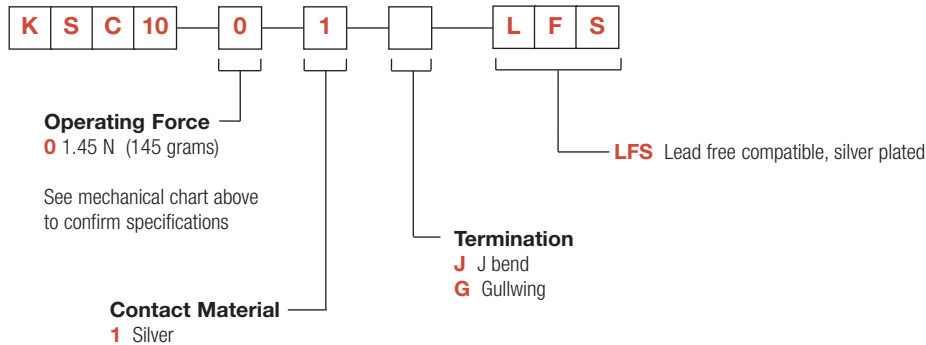 K S C 10 0 1 L F S
Operating Force
0 1.45 N (145 grams)
See mechanical chart above
to confirm specifications
LFS Lead free compatible, silver plated
Termination
J J bend
G Gullwing
Contact Material
1 Silver